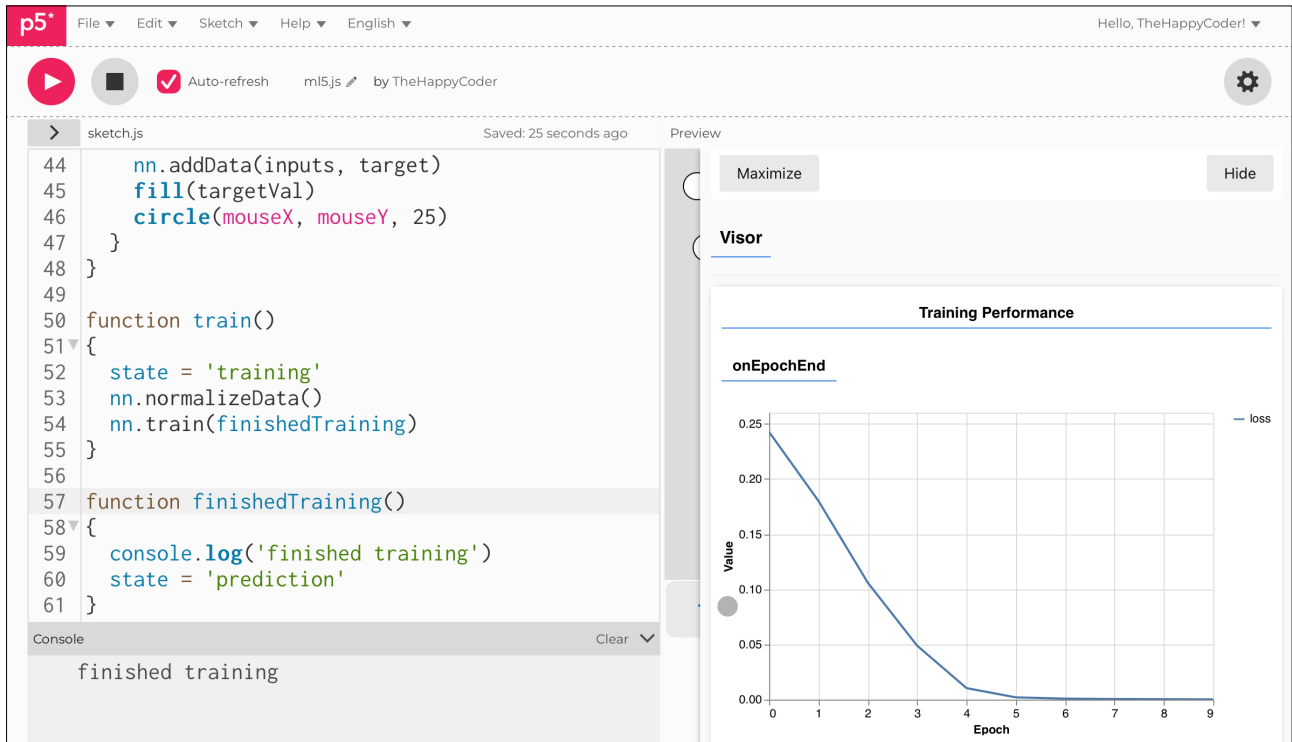 p5* File Edit Sketch Help English Hello, TheHappyCoder!
Auto-refresh ml5.js by TheHappyCoder
sketch.js Saved: 25 seconds ago
44 nn.addData(inputs, target)
45 fill(targetVal)
46 circle(mouseX, mouseY, 25)
47 }
48 }
49
50 function train()
51 {
52 state = 'training'
53 nn.normalizeData()
54 nn.train(finishedTraining)
55 }
56
57 function finishedTraining()
58 {
59 console.log('finished training')
60 state = 'prediction'
61 }
Console Clear
finished training
Preview
Maximize Hide
Visor
Training Performance
onEpochEnd
loss
Value
0.25
0.20
0.15
0.10
0.05
0.00
0 1 2 3 4 5 6 7 8 9
Epoch